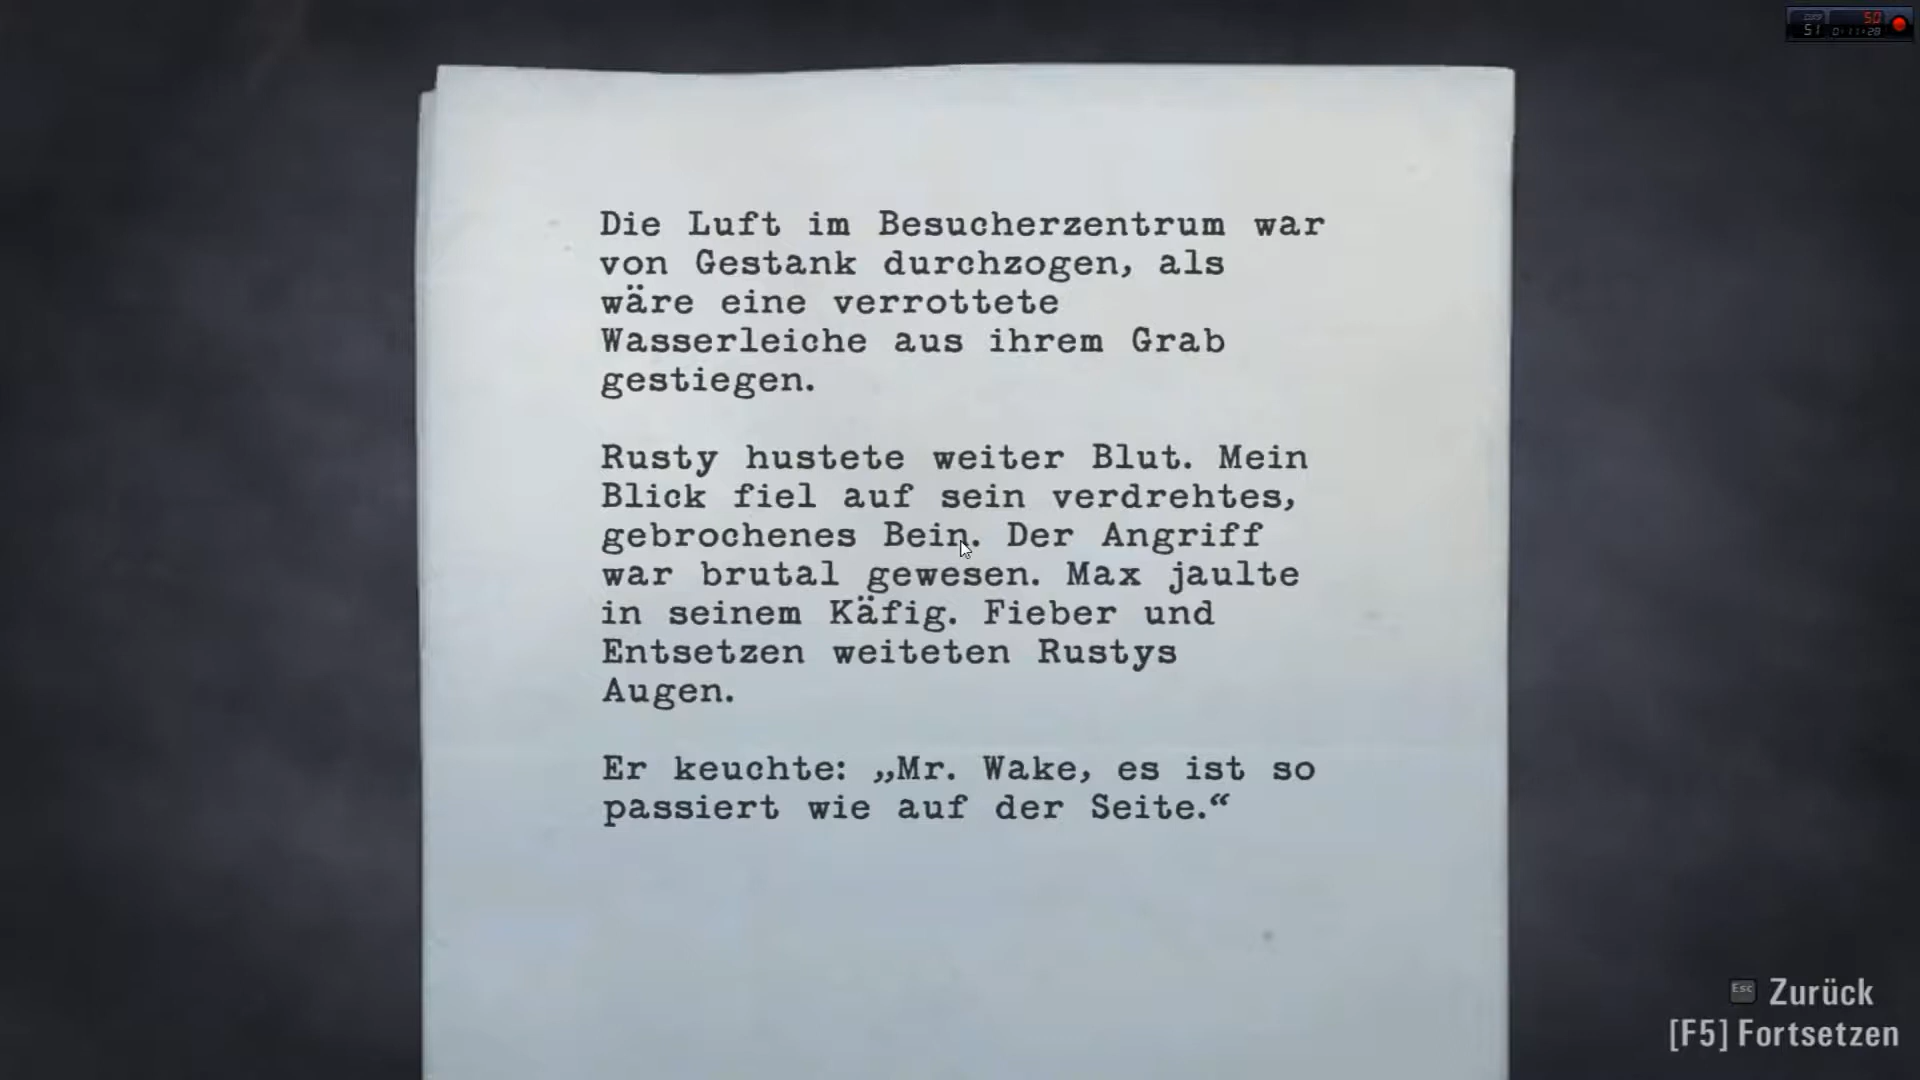 Die Luft im Besucherzentrum war
von Gestank durchzogen, als
wäre eine verrottete
Wasserleiche aus ihrem Grab
gestiegen.
Rusty hustete weiter Blut. Mein
Blick fiel auf sein verdrehtes,
gebrochenes Bein. Der Angriff
war brutal gewesen. Max jaulte
in seinem Käfig. Fieber und
Entsetzen weiteten Rustys
Augen.
Er keuchte: „Mr. Wake, es ist so
passiert wie auf der Seite.“
Esc Zurück
[F5] Fortsetzen
50
51